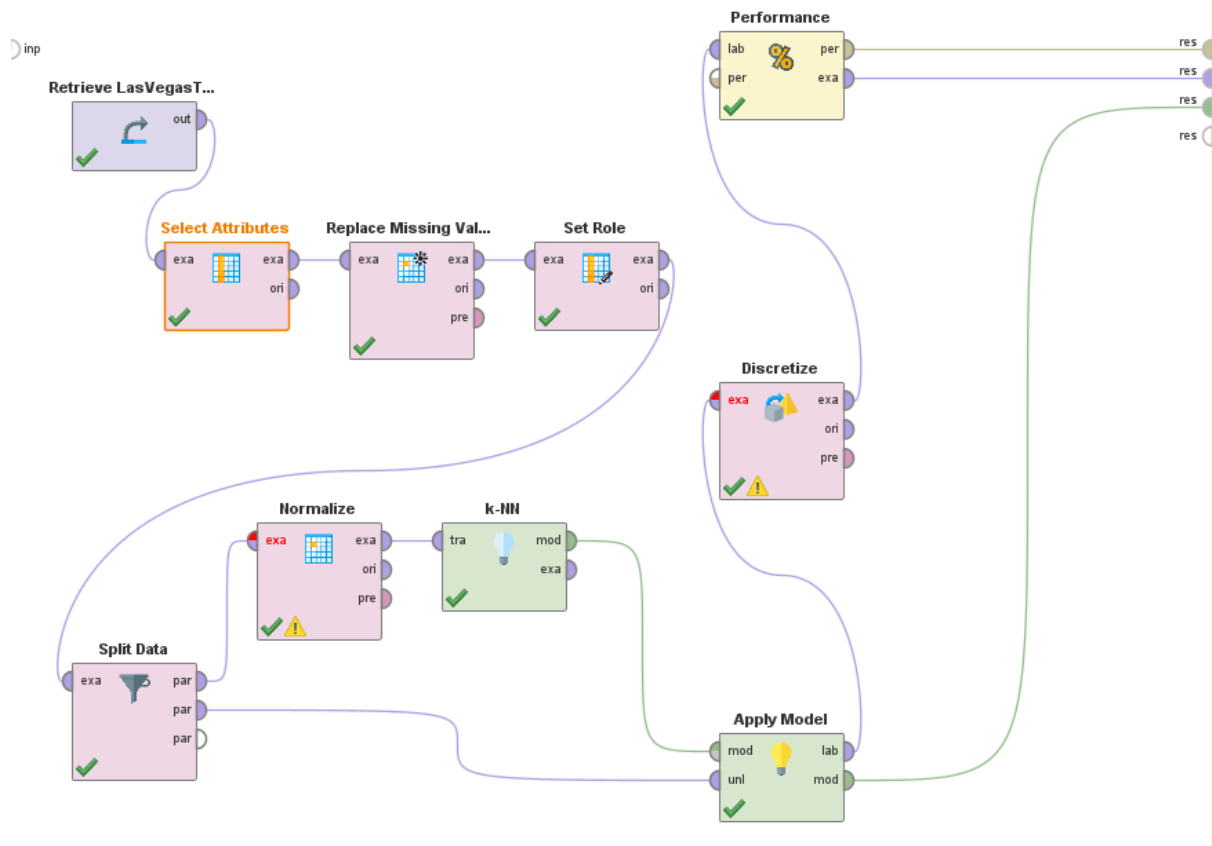 Performance
inp
lab per
per exa
res
res
res
res
Retrieve LasVegasT...
out
Select Attributes
exa exa
ori
Replace Missing Val...
exa exa
ori
pre
Set Role
exa exa
ori
Discretize
exa exa
ori
pre
Normalize
exa exa
ori
pre
k-NN
tra mod
exa
Split Data
exa par
par
par
Apply Model
mod lab
unl mod